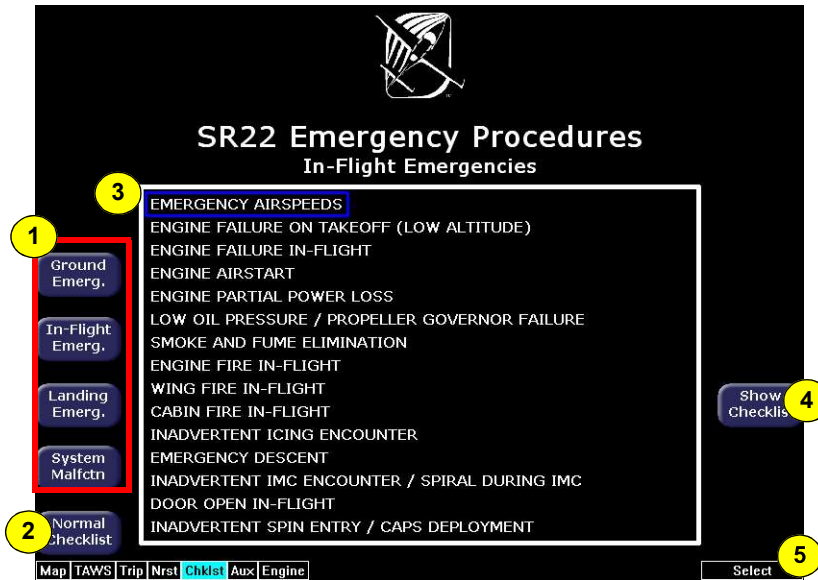 SR22 Emergency Procedures
In-Flight Emergencies
3
EMERGENCY AIRSPEEDS
ENGINE FAILURE ON TAKEOFF (LOW ALTITUDE)
ENGINE FAILURE IN-FLIGHT
ENGINE AIRSTART
ENGINE PARTIAL POWER LOSS
LOW OIL PRESSURE / PROPELLER GOVERNOR FAILURE
SMOKE AND FUME ELIMINATION
ENGINE FIRE IN-FLIGHT
WING FIRE IN-FLIGHT
CABIN FIRE IN-FLIGHT
INADVERTENT ICING ENCOUNTER
EMERGENCY DESCENT
INADVERTENT IMC ENCOUNTER / SPIRAL DURING IMC
DOOR OPEN IN-FLIGHT
INADVERTENT SPIN ENTRY / CAPS DEPLOYMENT
1
Ground
Emerg.
In-Flight
Emerg.
Landing
Emerg.
System
Malfctn
2
Normal
Checklist
Show
Checklist
4
5
Map TAWS Trip Nrst Chklst Aux Engine
Select